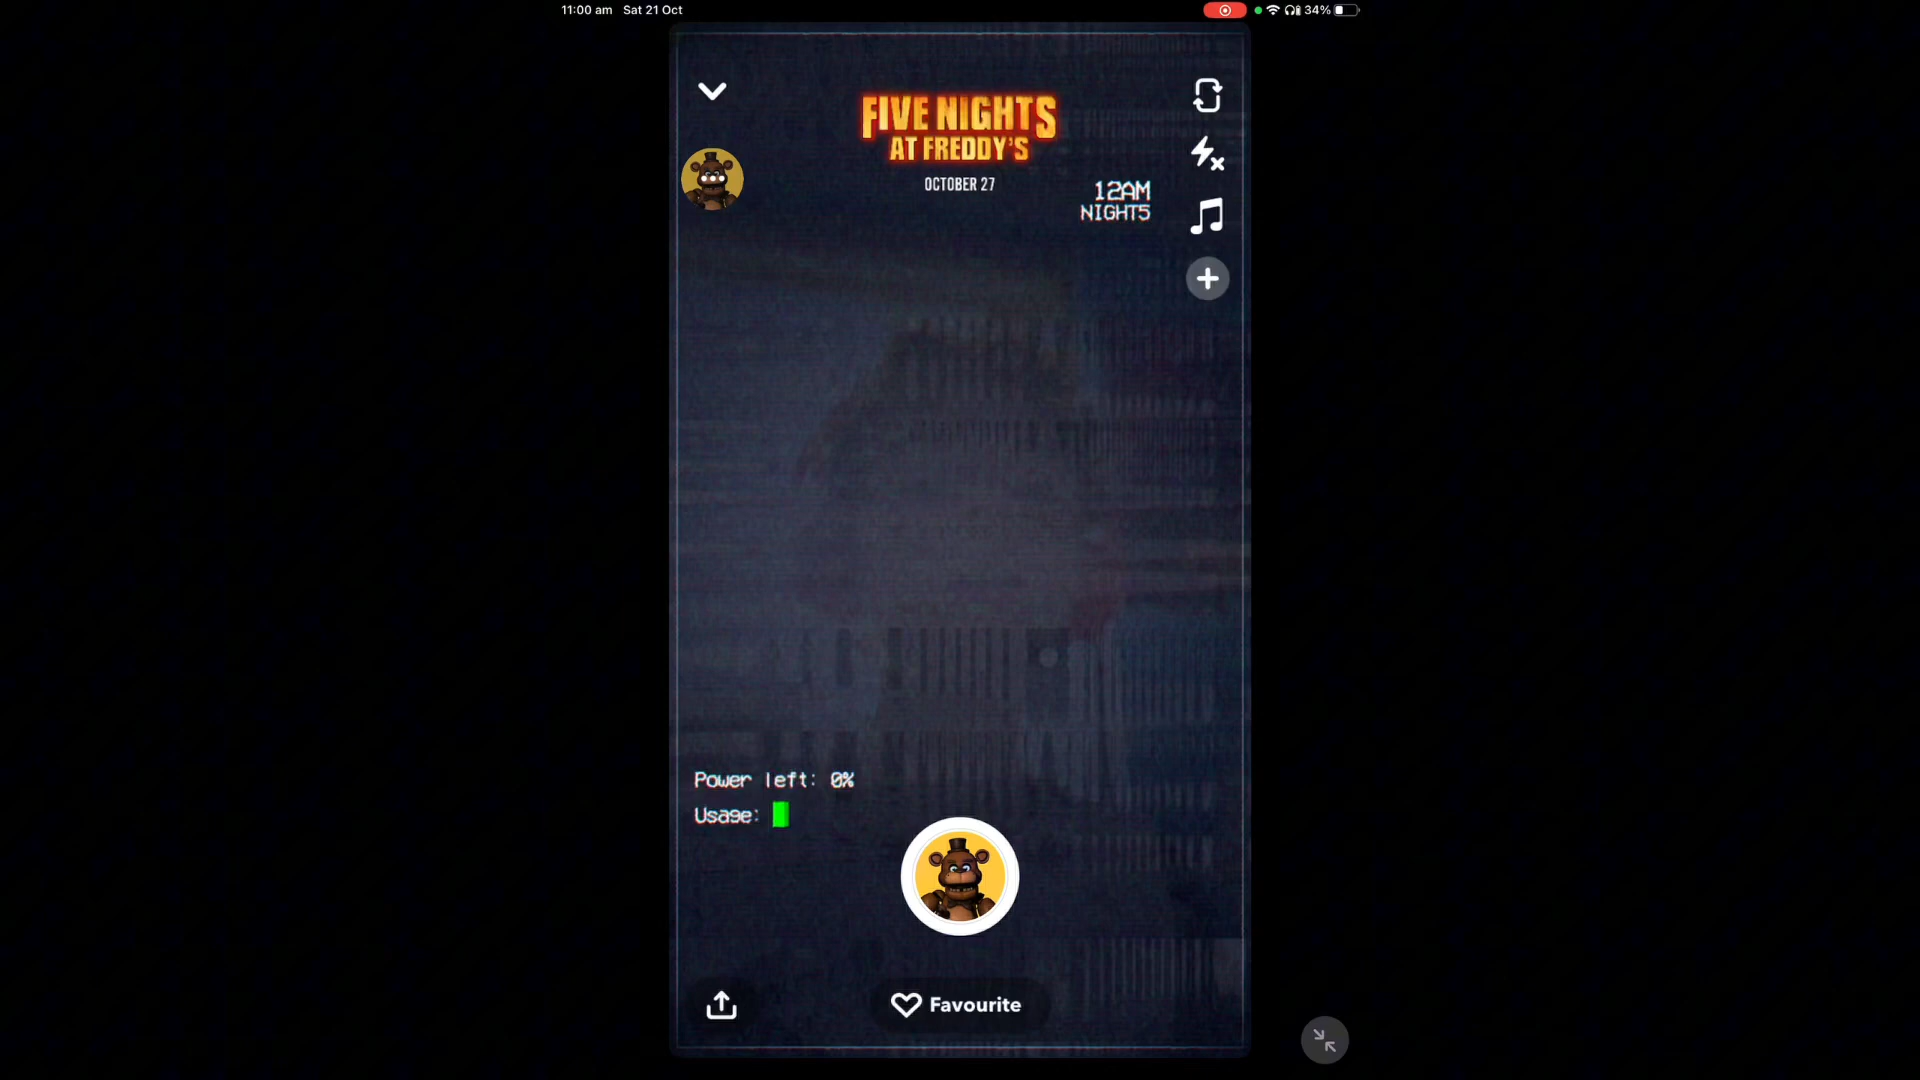 11:00 am Sat 21 Oct 34%
FIVE NIGHTS
AT FREDDY'S
OCTOBER 27
12AM
NIGHT5
Power left: 0%
Usage:
Favourite